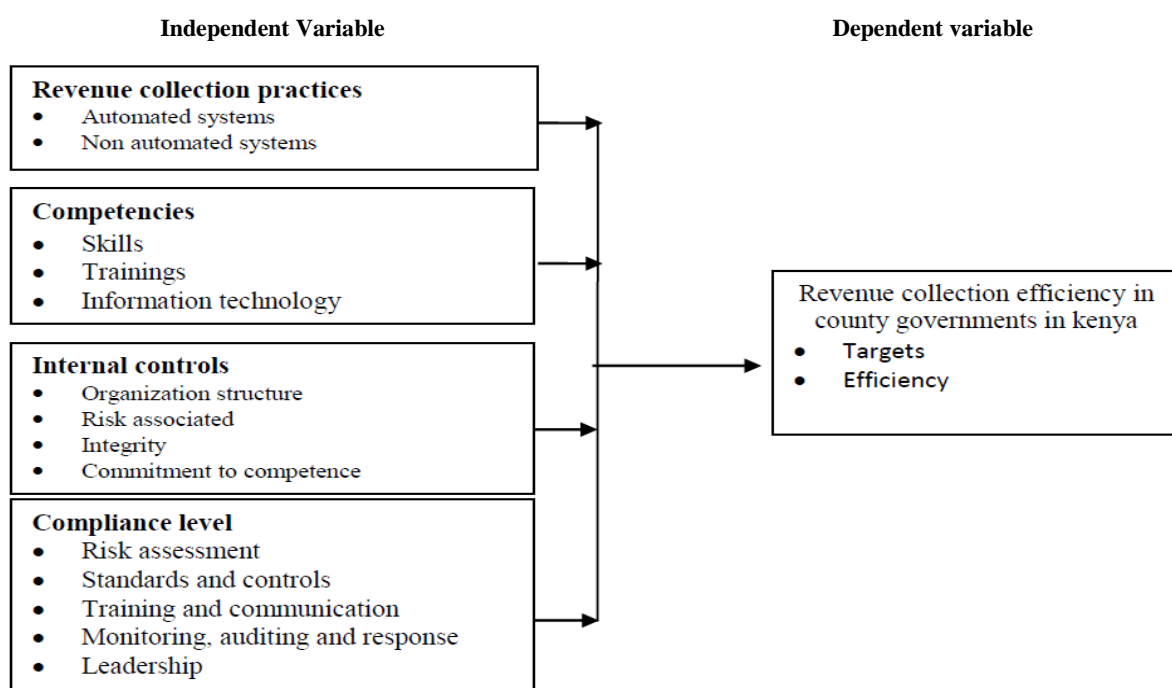 Independent Variable
Dependent variable
Revenue collection practices
• Automated systems
• Non automated systems
Competencies
• Skills
• Trainings
• Information technology
Internal controls
• Organization structure
• Risk associated
• Integrity
• Commitment to competence
Compliance level
• Risk assessment
• Standards and controls
• Training and communication
• Monitoring, auditing and response
• Leadership
Revenue collection efficiency in
county governments in kenya
• Targets
• Efficiency